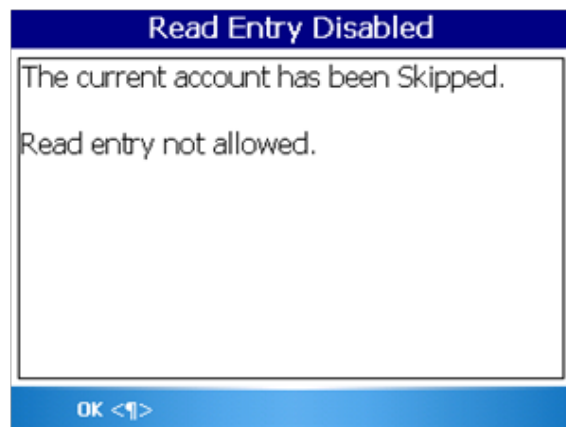 Read Entry Disabled
The current account has been Skipped.
Read entry not allowed.
OK <¶>